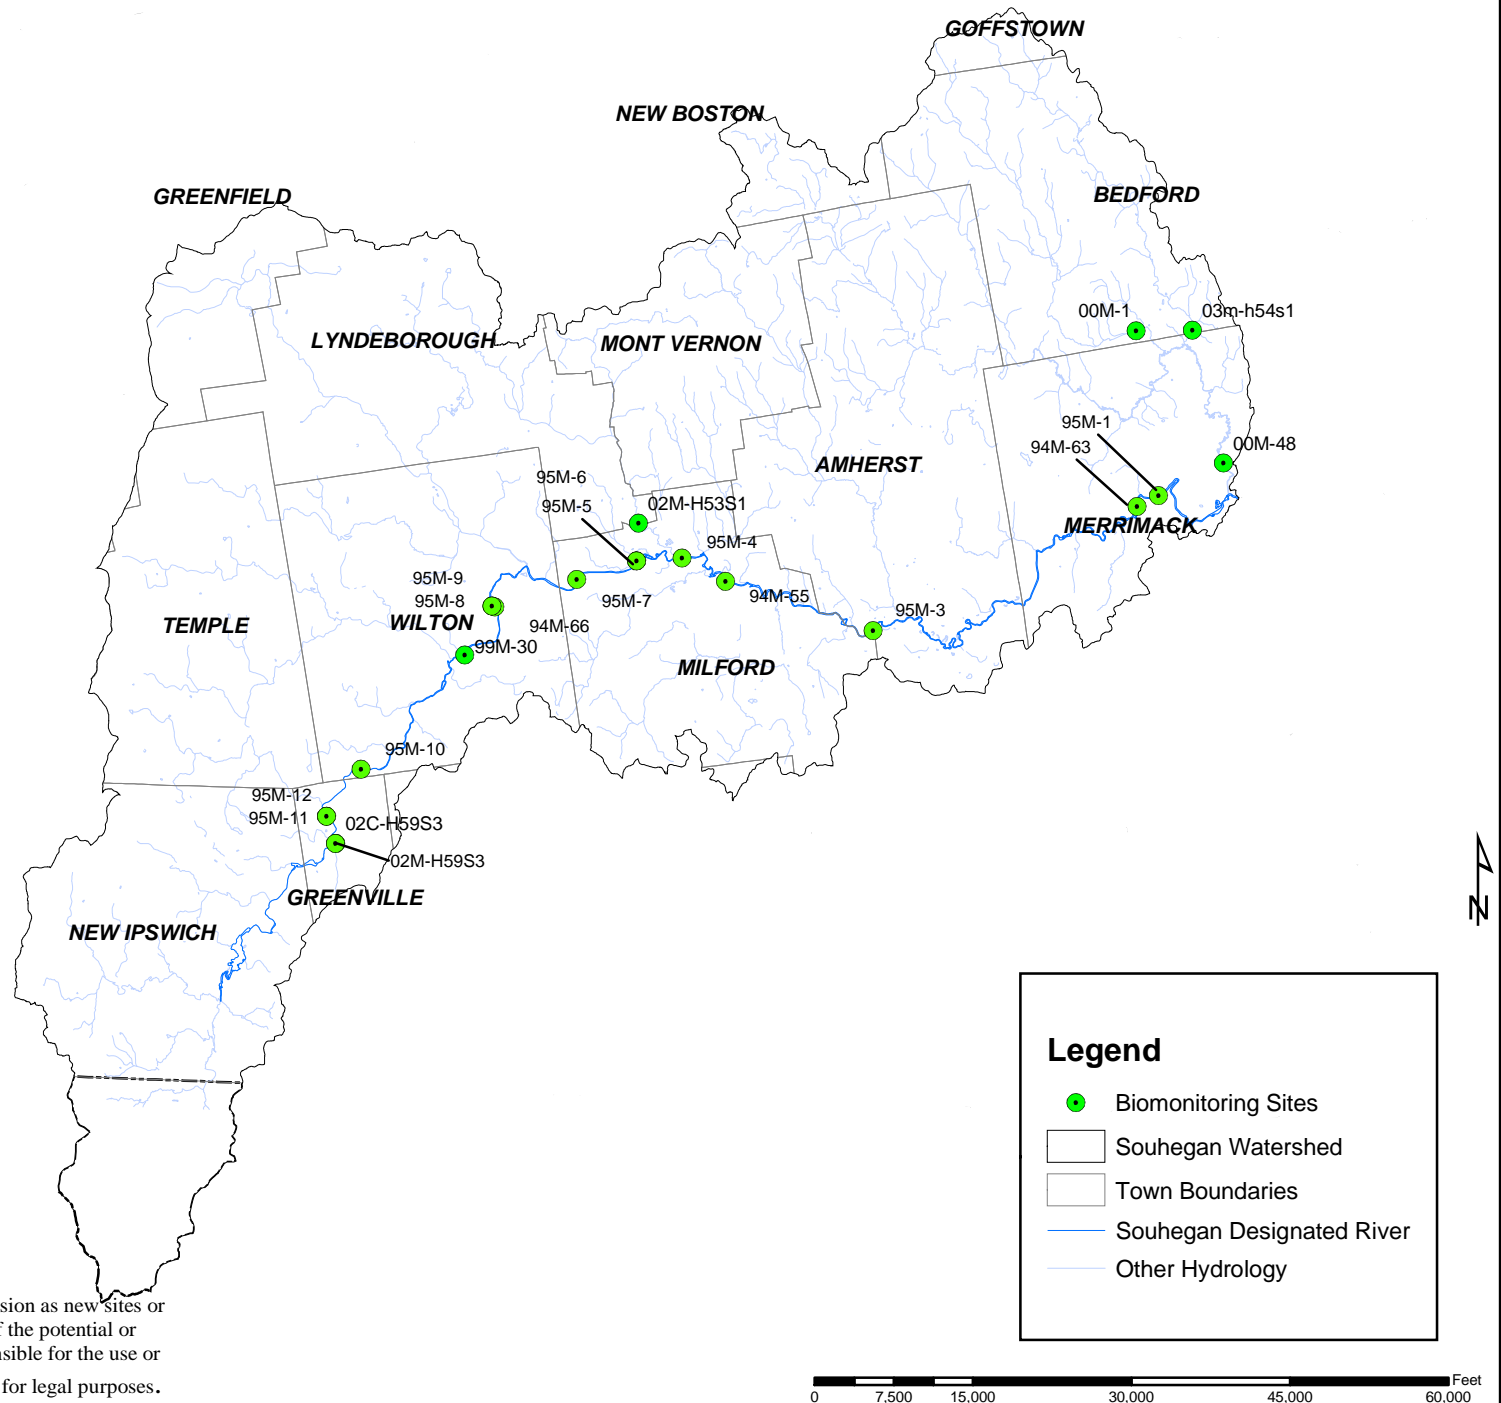 GOFFSTOWN
NEW BOSTON
GREENFIELD
BEDFORD
00M-1
03m-h54s1
LYNDEBOROUGH
MONT VERNON
95M-1
94M-63
00M-48
AMHERST
95M-6
95M-5
02M-H53S1
MERRIMACK
95M-4
95M-9
95M-8
95M-7
94M-55
95M-3
TEMPLE
WILTON
94M-66
99M-30
MILFORD
95M-10
95M-12
95M-11
02C-H59S3
02M-H59S3
GREENVILLE
NEW IPSWICH
N
Legend
Biomonitoring Sites
Souhegan Watershed
Town Boundaries
Souhegan Designated River
Other Hydrology
sion as new sites or
f the potential or
nsible for the use or
for legal purposes.
Feet
0 7,500 15,000 30,000 45,000 60,000